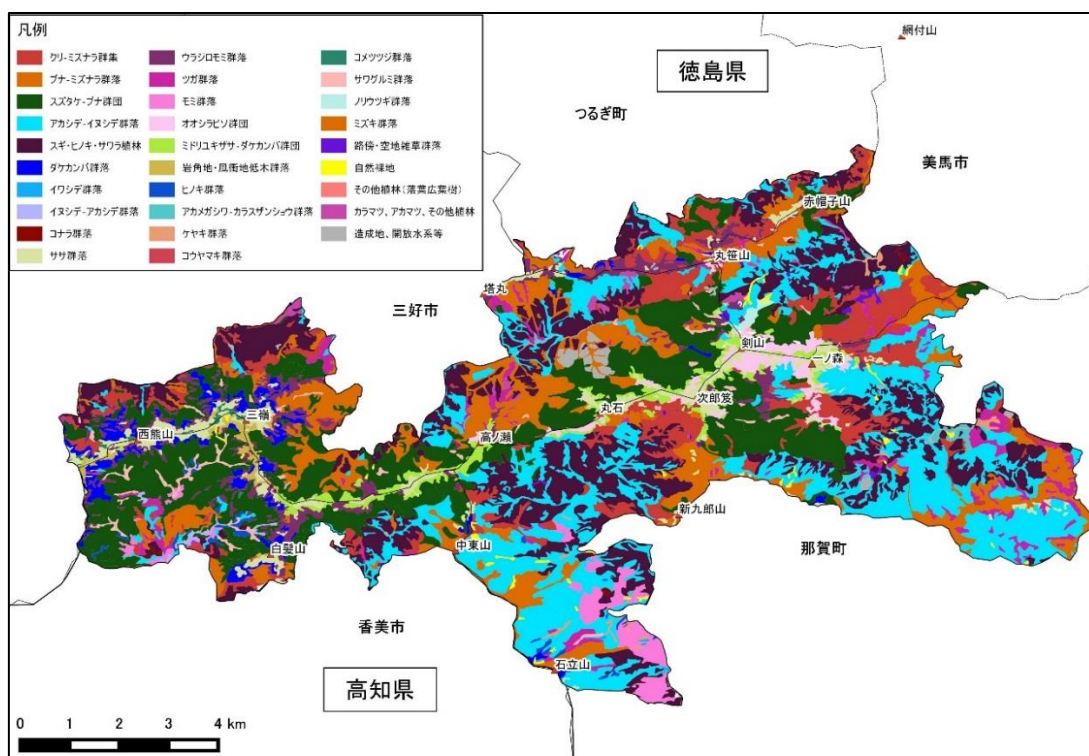 凡例
クリ-ミズナラ群集
ブナ-ミズナラ群落
スズタケ-ブナ群団
アカシデ-イヌシデ群落
スギ・ヒノキ・サワラ植林
ダケカンバ群落
イワシデ群落
イヌシデ-アカシデ群落
コナラ群落
ササ群落
ウラジロモミ群落
ツガ群落
モミ群落
オオシラビソ群団
ミドリユキザサ-ダケカンバ群団
岩角地・風衝地低木群落
ヒノキ群落
アカメガシワ-カラスザンショウ群落
ケヤキ群落
コウヤマキ群落
コメツツジ群落
サワグルミ群落
ノリウツギ群落
ミズキ群落
路傍・空地雑草群落
自然裸地
その他植林(落葉広葉樹)
カラマツ、アカマツ、その他植林
造成地、開放水系等
網付山
徳島県
つるぎ町
美馬市
赤帽子山
丸笹山
塔丸
三好市
剣山
一ノ森
次郎笈
丸石
三嶺
西熊山
高ノ瀬
新九郎山
那賀町
中東山
白髪山
香美市
石立山
高知県
0 1 2 3 4 km